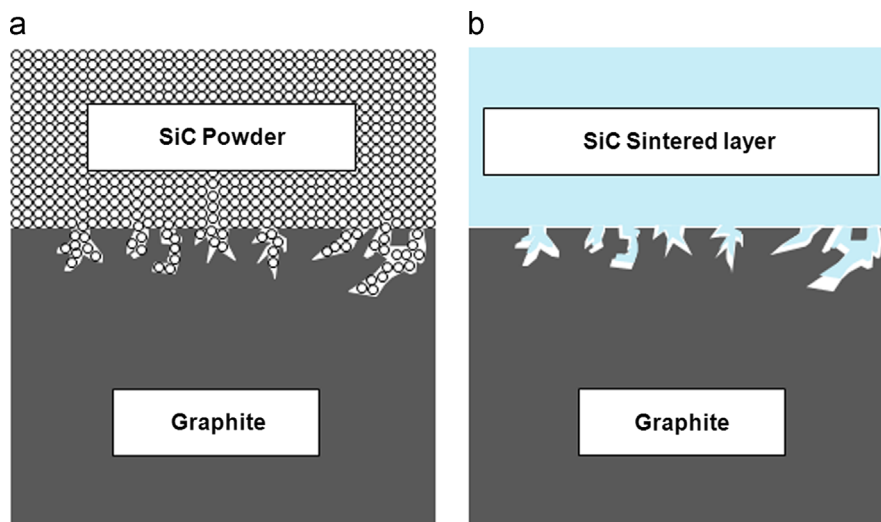 a
b
SiC Powder
SiC Sintered layer
Graphite
Graphite